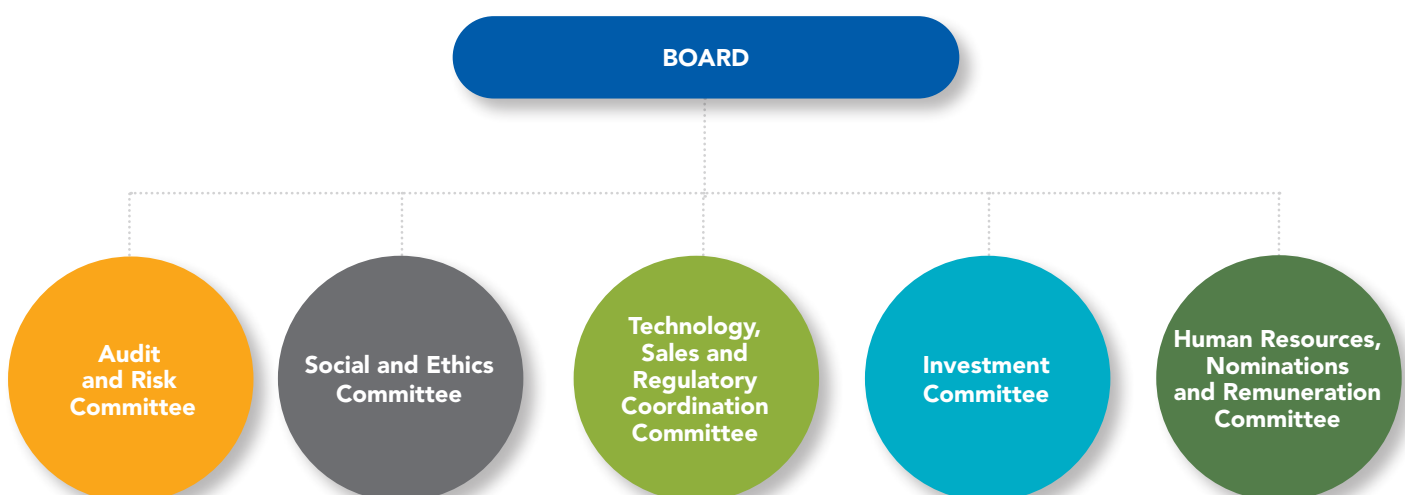 BOARD
Audit
and Risk
Committee
Social and Ethics
Committee
Technology,
Sales and
Regulatory
Coordination
Committee
Investment
Committee
Human Resources,
Nominations
and Remuneration
Committee